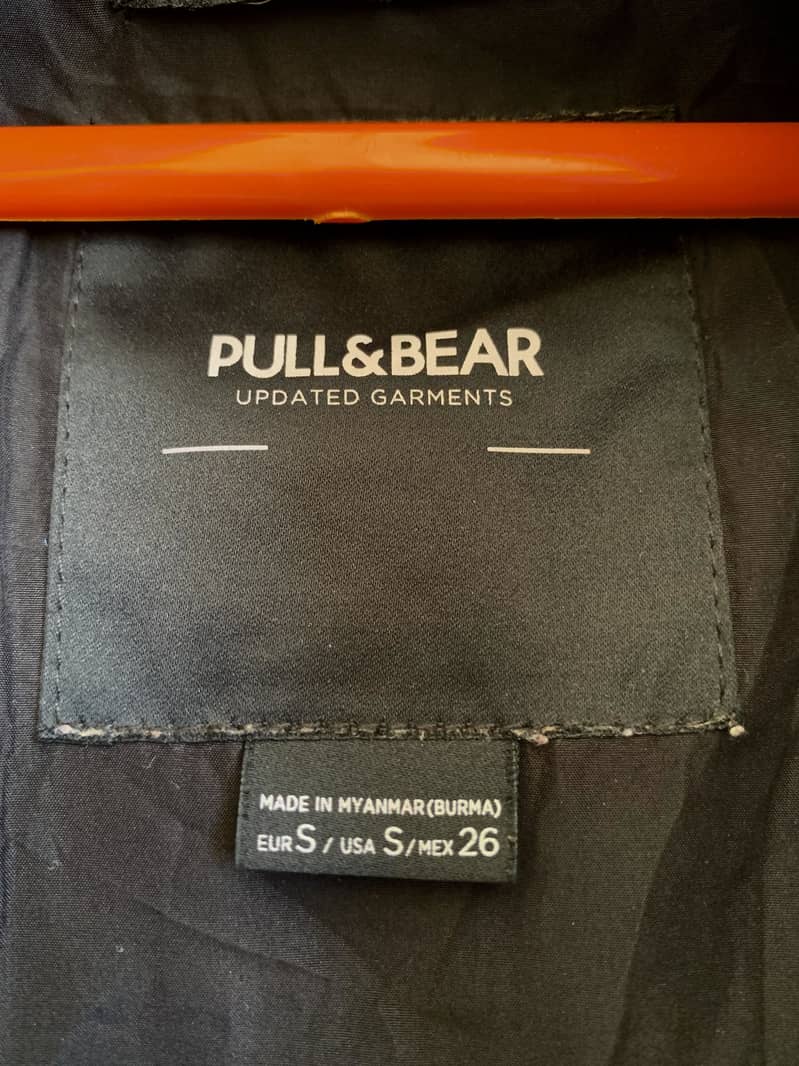 PULL&BEAR
UPDATED GARMENTS
MADE IN MYANMAR (BURMA)
EUR S / USA S / MEX 26